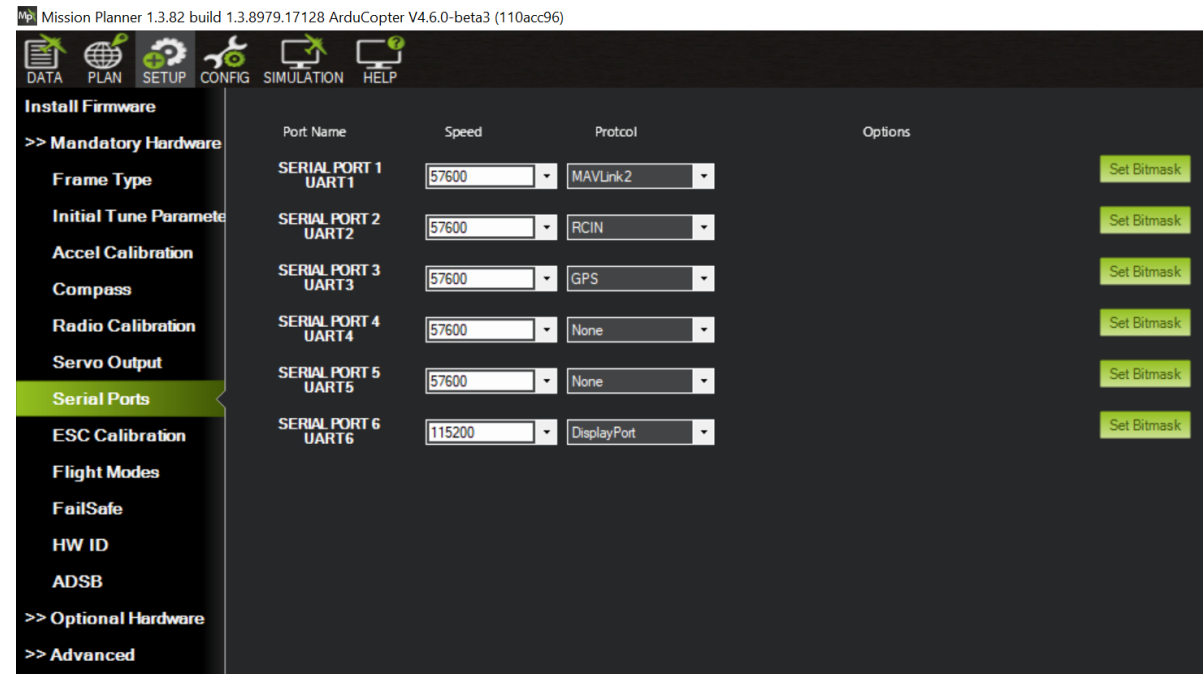 Mission Planner 1.3.82 build 1.3.8979.17128 ArduCopter V4.6.0-beta3 (110acc96)
DATA PLAN SETUP CONFIG SIMULATION HELP
Install Firmware
>> Mandatory Hardware
Frame Type
Initial Tune Paramete
Accel Calibration
Compass
Radio Calibration
Servo Output
Serial Ports
ESC Calibration
Flight Modes
FailSafe
HW ID
ADSB
>> Optional Hardware
>> Advanced
Port Name Speed Protcol Options
SERIAL PORT 1
UART1 57600 MAVLink2 Set Bitmask
SERIAL PORT 2
UART2 57600 RCIN Set Bitmask
SERIAL PORT 3
UART3 57600 GPS Set Bitmask
SERIAL PORT 4
UART4 57600 None Set Bitmask
SERIAL PORT 5
UART5 57600 None Set Bitmask
SERIAL PORT 6
UART6 115200 DisplayPort Set Bitmask